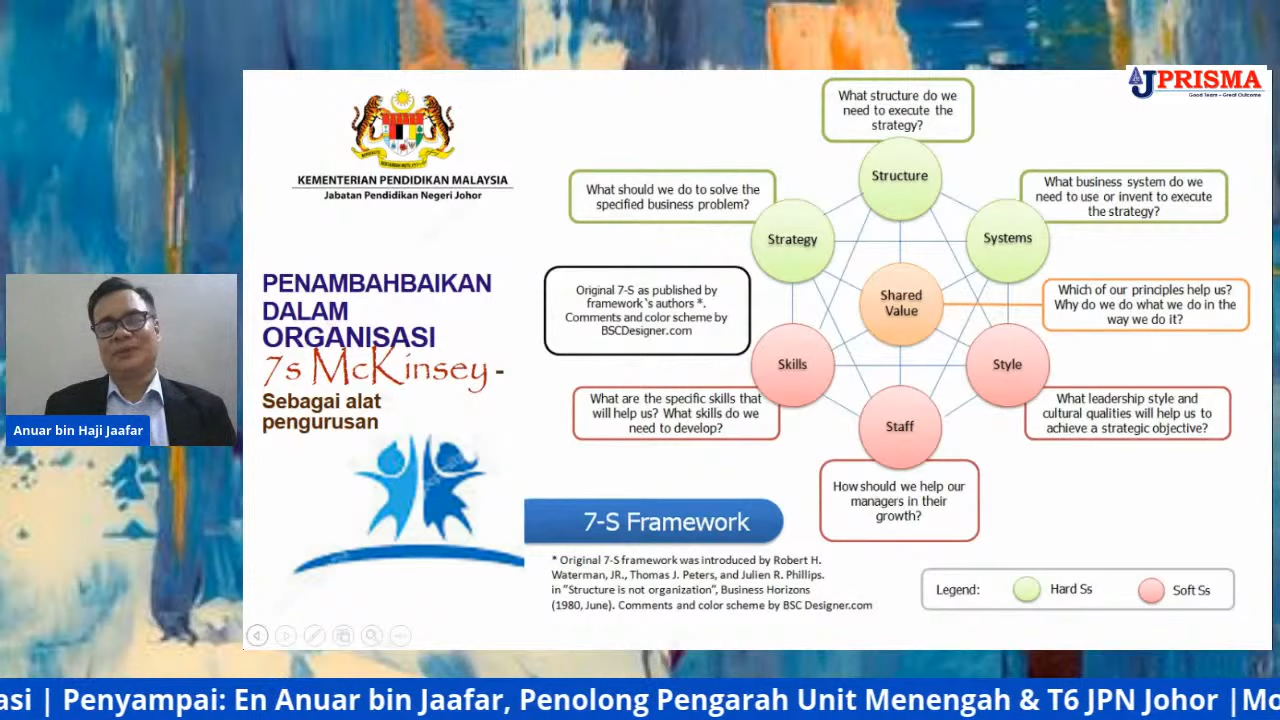 JPRISMA
Good Team – Great Outcome
KEMENTERIAN PENDIDIKAN MALAYSIA
Jabatan Pendidikan Negeri Johor
PENAMBAHBAIKAN
DALAM
ORGANISASI
7s McKinsey -
Sebagai alat
pengurusan
What structure do we
need to execute the
strategy?
Structure
What should we do to solve the
specified business problem?
Strategy
What business system do we
need to use or invent to execute
the strategy?
Systems
Original 7-S as published by
framework`s authors *.
Comments and color scheme by
BSCDesigner.com
Shared
Value
Which of our principles help us?
Why do we do what we do in the
way we do it?
Skills
What are the specific skills that
will help us? What skills do we
need to develop?
Style
What leadership style and
cultural qualities will help us to
achieve a strategic objective?
Staff
How should we help our
managers in their
growth?
7-S Framework
* Original 7-S framework was introduced by Robert H.
Waterman, JR., Thomas J. Peters, and Julien R. Phillips.
in "Structure is not organization", Business Horizons
(1980, June). Comments and color scheme by BSC Designer.com
Legend:
Hard Ss
Soft Ss
Anuar bin Haji Jaafar
asi | Penyampai: En Anuar bin Jaafar, Penolong Pengarah Unit Menengah & T6 JPN Johor |Mo